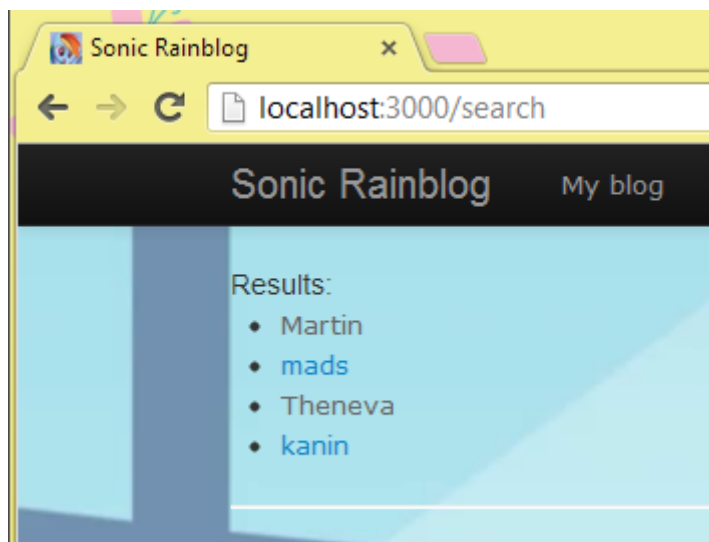 Sonic Rainblog
localhost:3000/search
Sonic Rainblog My blog
Results:
Martin
mads
Theneva
kanin